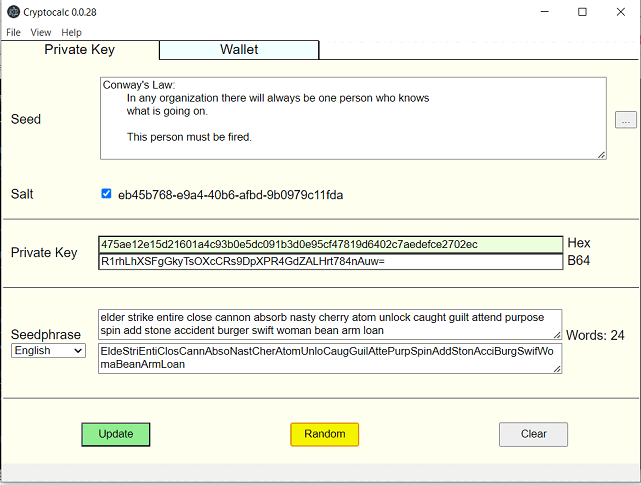 Cryptocalc 0.0.28
File View Help
Private Key Wallet
Seed
Conway's Law:
In any organization there will always be one person who knows
what is going on.
This person must be fired.
...
Salt eb45b768-e9a4-40b6-afbd-9b0979c11fda
Private Key
475ae12e15d21601a4c93b0e5dc091b3d0e95cf47819d6402c7aedefce2702ec Hex
R1rhLhXSFgGkyTsOXcCRs9DpXPR4GdZALHrt784nAuw= B64
Seedphrase
English
elder strike entire close cannon absorb nasty cherry atom unlock caught guilt attend purpose
spin add stone accident burger swift woman bean arm loan
Words: 24
EldeStriEntiClosCannAbsoNastCherAtomUnloCaugGuilAttePurpSpinAddStonAcciBurgSwifWo
maBeanArmLoan
Update Random Clear